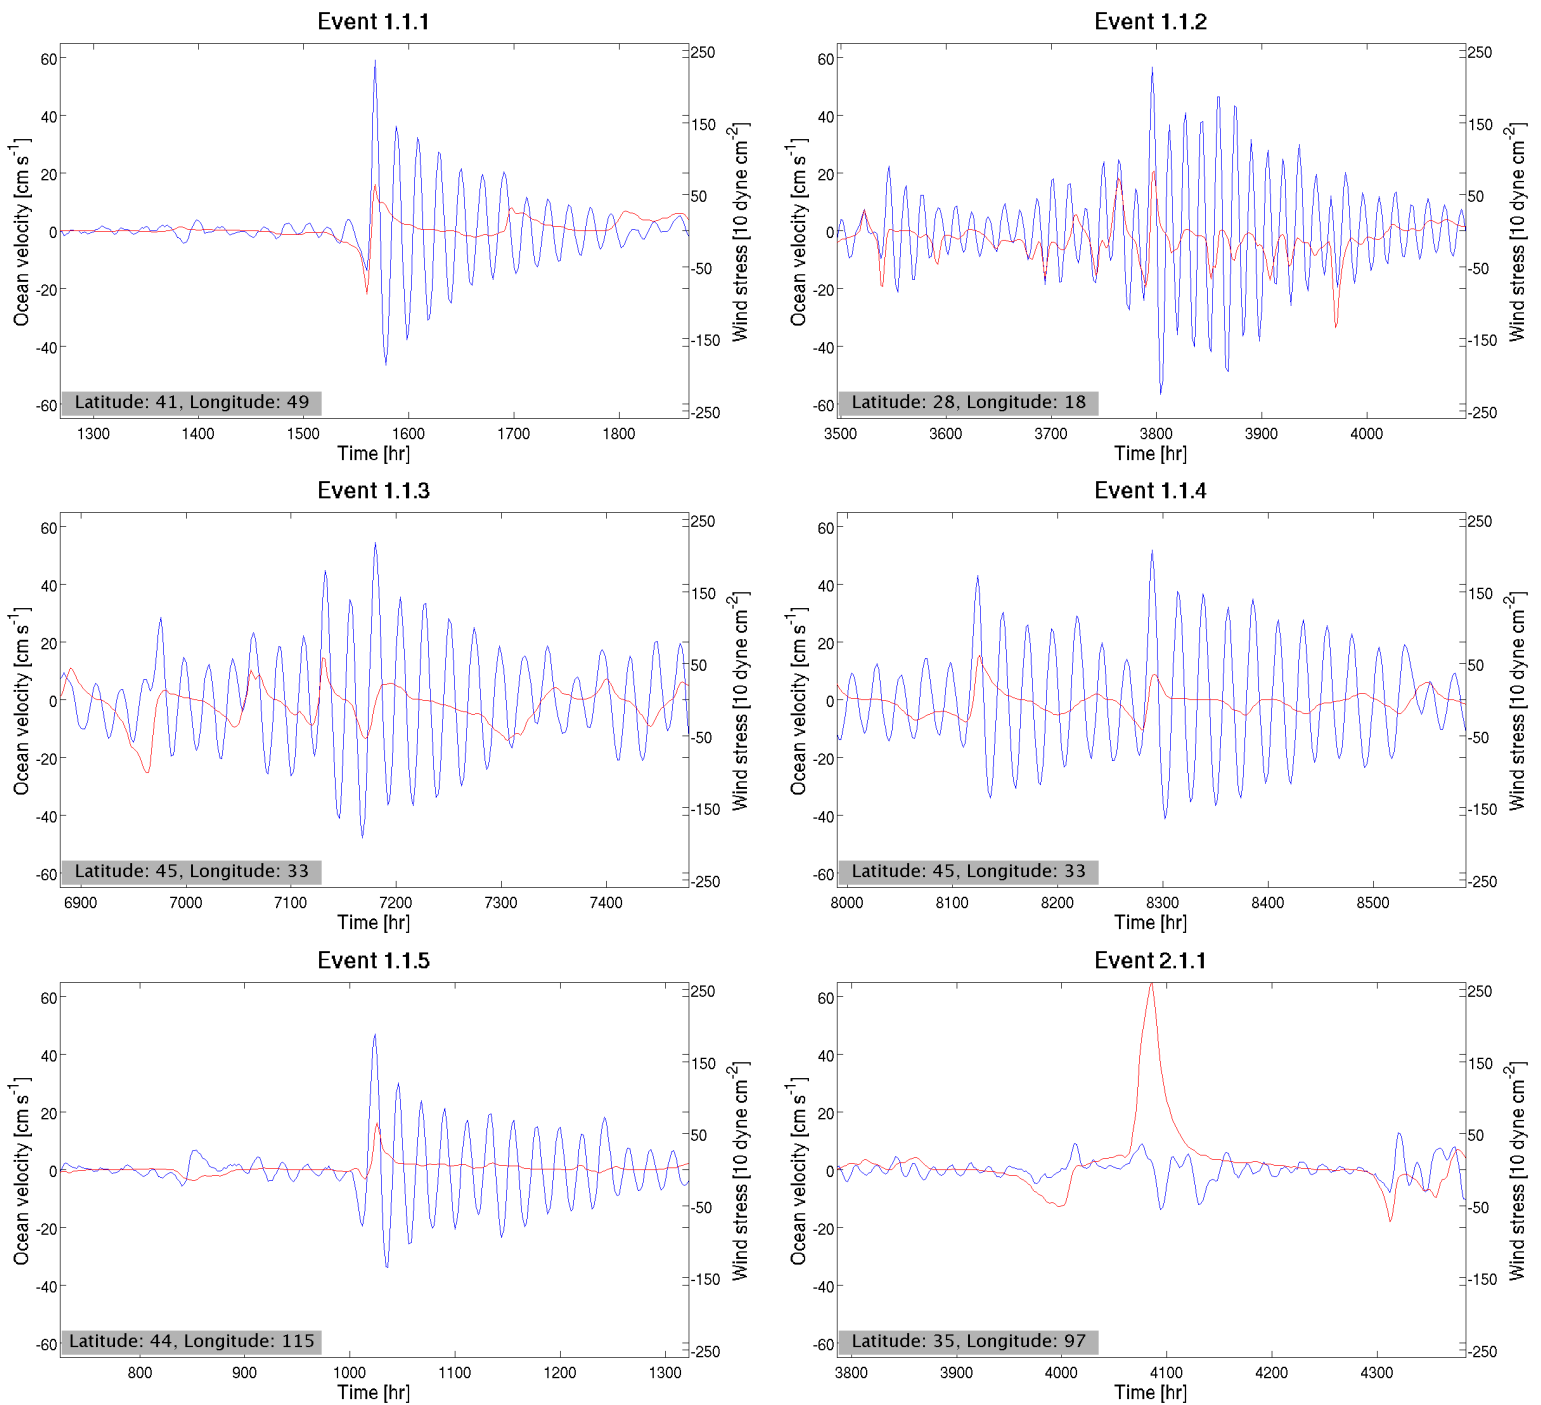 Event 1.1.1
Ocean velocity [cm s-1]
60
40
20
0
-20
-40
-60
250
150
50
-50
-150
-250
Wind stress [10 dyne cm-2]
Latitude: 41, Longitude: 49
1300 1400 1500 1600 1700 1800
Time [hr]
Event 1.1.2
Ocean velocity [cm s-1]
60
40
20
0
-20
-40
-60
250
150
50
-50
-150
-250
Wind stress [10 dyne cm-2]
Latitude: 28, Longitude: 18
3500 3600 3700 3800 3900 4000
Time [hr]
Event 1.1.3
Ocean velocity [cm s-1]
60
40
20
0
-20
-40
-60
250
150
50
-50
-150
-250
Wind stress [10 dyne cm-2]
Latitude: 45, Longitude: 33
6900 7000 7100 7200 7300 7400
Time [hr]
Event 1.1.4
Ocean velocity [cm s-1]
60
40
20
0
-20
-40
-60
250
150
50
-50
-150
-250
Wind stress [10 dyne cm-2]
Latitude: 45, Longitude: 33
8000 8100 8200 8300 8400 8500
Time [hr]
Event 1.1.5
Ocean velocity [cm s-1]
60
40
20
0
-20
-40
-60
250
150
50
-50
-150
-250
Wind stress [10 dyne cm-2]
Latitude: 44, Longitude: 115
800 900 1000 1100 1200 1300
Time [hr]
Event 2.1.1
Ocean velocity [cm s-1]
60
40
20
0
-20
-40
-60
250
150
50
-50
-150
-250
Wind stress [10 dyne cm-2]
Latitude: 35, Longitude: 97
3800 3900 4000 4100 4200 4300
Time [hr]